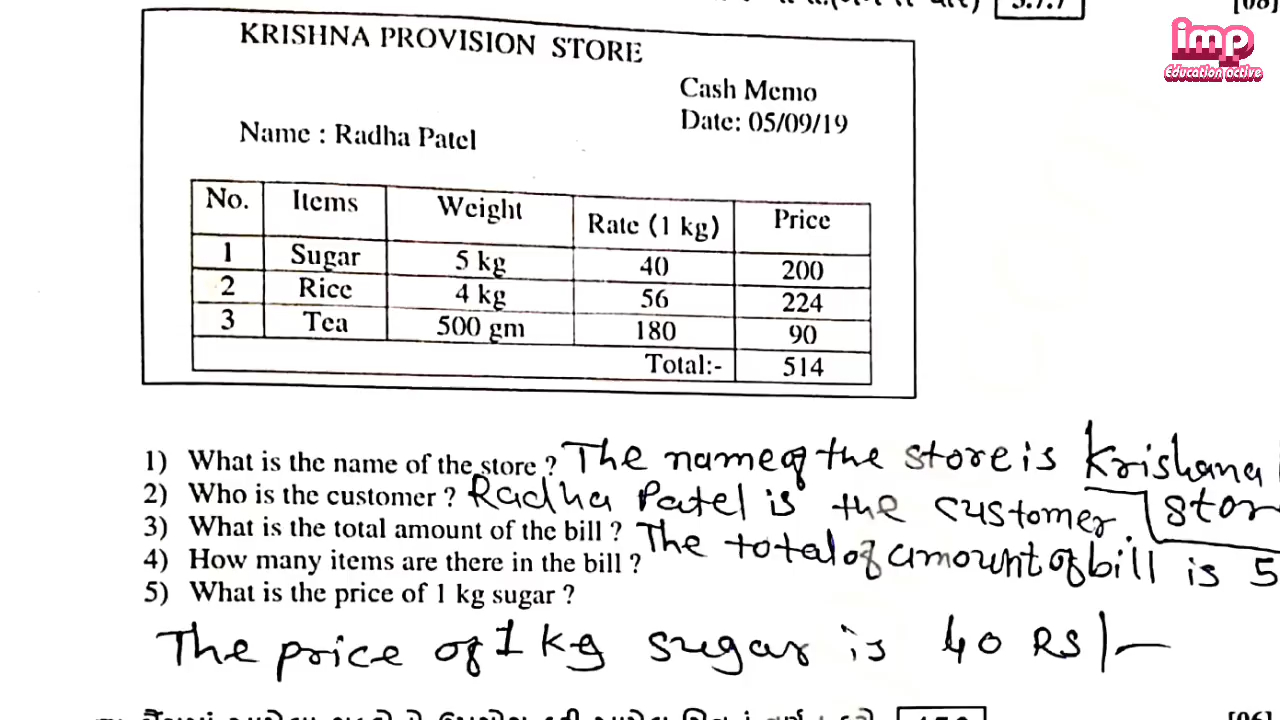 KRISHNA PROVISION STORE
imp
Education active
Cash Memo
Date: 05/09/19
Name : Radha Patel
No. Items Weight Rate (1 kg) Price
1 Sugar 5 kg 40 200
2 Rice 4 kg 56 224
3 Tea 500 gm 180 90
Total:- 514
1) What is the name of the store ? The name of the store is Krishana
2) Who is the customer ? Radha Patel is the customer. Stor
3) What is the total amount of the bill ? The total of amount of bill is 5
4) How many items are there in the bill ?
5) What is the price of 1 kg sugar ?
The price of 1 kg sugar is 40 RS/-